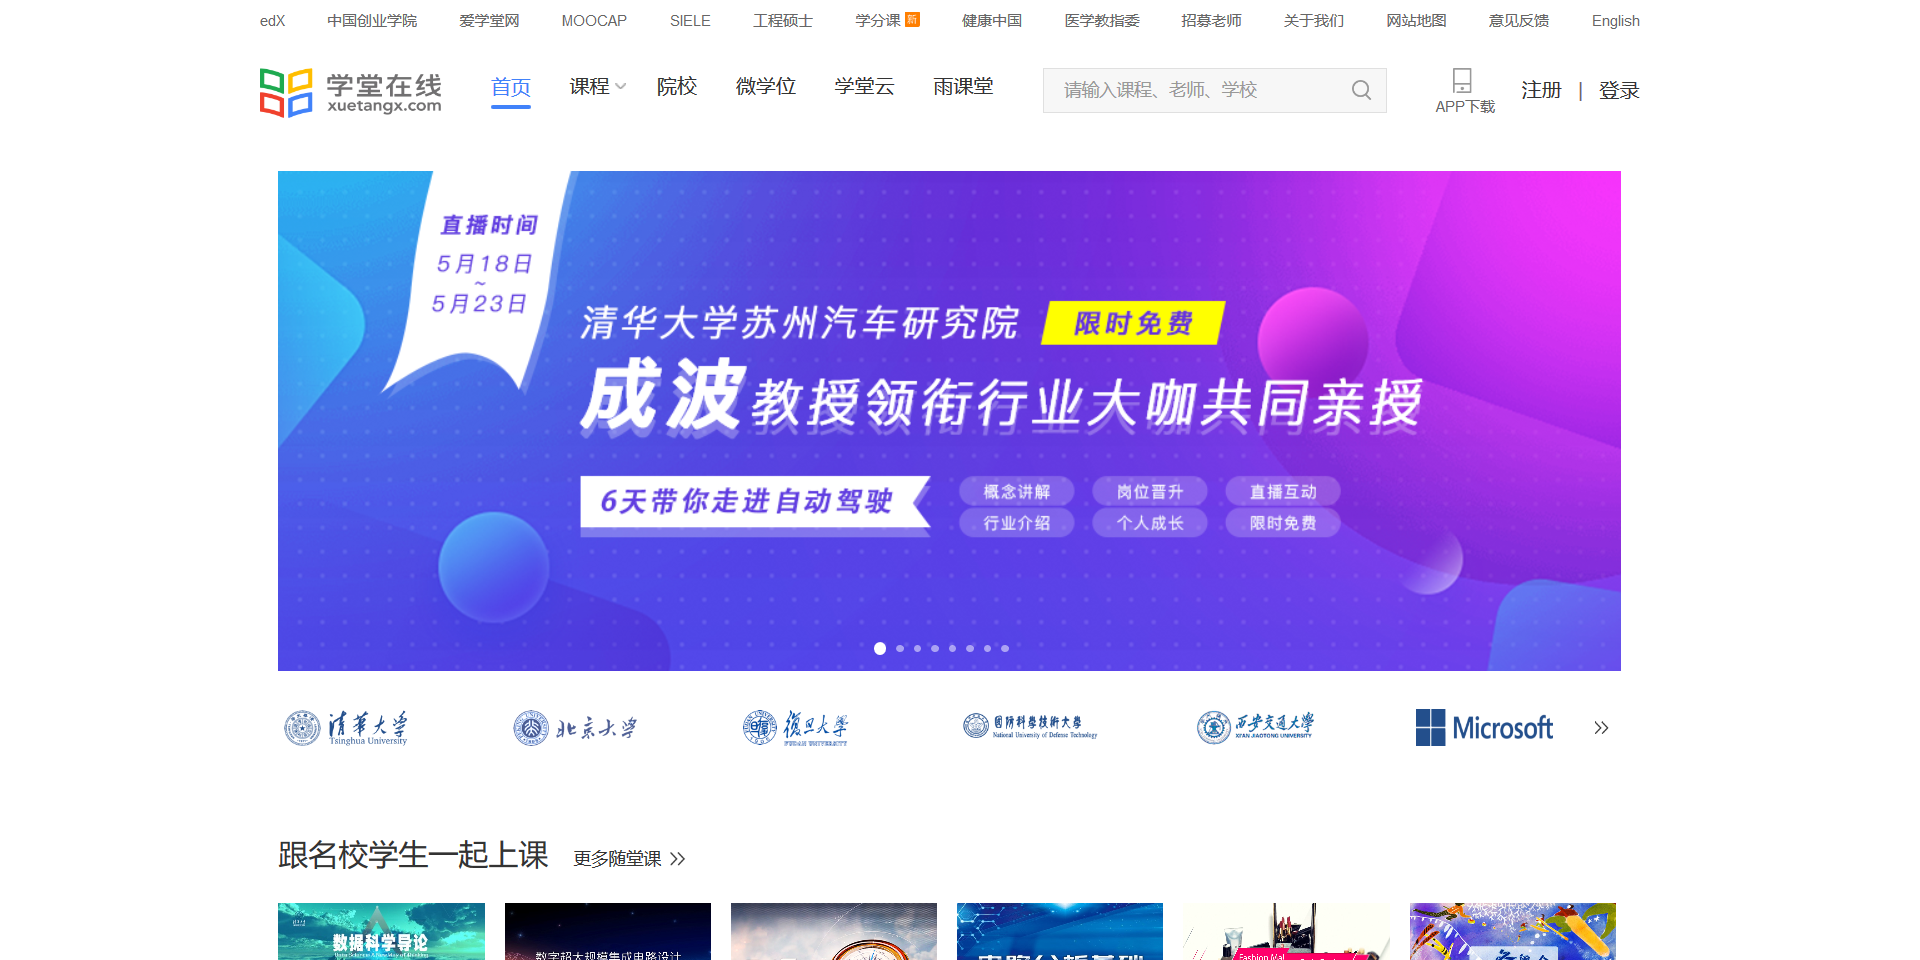 edX 中国创业学院 爱学堂网 MOOCAP SIELE 工程硕士 学分课 新 健康中国 医学教指委 招募老师 关于我们 网站地图 意见反馈 English
学堂在线
xuetangx.com
首页 课程 院校 微学位 学堂云 雨课堂
请输入课程、老师、学校
APP下载
注册 | 登录
直播时间
5月18日
~
5月23日
清华大学苏州汽车研究院 限时免费
成波教授领衔行业大咖共同亲授
6天带你走进自动驾驶
概念讲解 岗位晋升 直播互动
行业介绍 个人成长 限时免费
清華大学
Tsinghua University
北京大学
復旦大學
FUDAN UNIVERSITY
国防科學技術大學
National University of Defense Technology
西安交通大學
XI'AN JIAOTONG UNIVERSITY
Microsoft
跟名校学生一起上课 更多随堂课
数据科学导论
数字超大规模集成电路设计
Fashion Mal